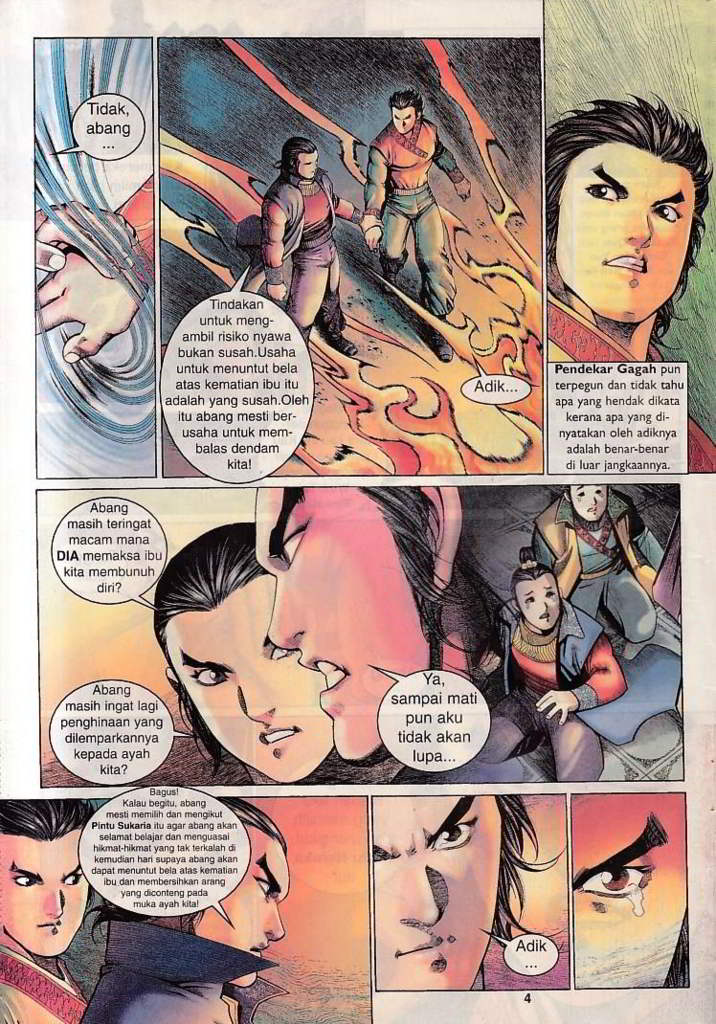 Tidak,
abang
...
Tindakan
untuk meng-
ambil risiko nyawa
bukan susah.Usaha
untuk menuntut bela
atas kematian ibu itu
adalah yang susah.Oleh
itu abang mesti ber-
usaha untuk mem-
balas dendam
kita!
Adik...
Pendekar Gagah pun
terpegun dan tidak tahu
apa yang hendak dikata
kerana apa yang di-
nyatakan oleh adiknya
adalah benar-benar
di luar jangkaannya.
Abang
masih teringat
macam mana
DIA memaksa ibu
kita membunuh
diri?
Abang
masih ingat lagi
penghinaan yang
dilemparkannya
kepada ayah
kita?
Ya,
sampai mati
pun aku
tidak akan
lupa...
Bagus!
Kalau begitu, abang
mesti memilih dan mengikut
Pintu Sukaria itu agar abang akan
selamat belajar dan menguasai
hikmat-hikmat yang tak terkalah di
kemudian hari supaya abang akan
dapat menuntut bela atas kematian
ibu dan membersihkan arang
yang diconteng pada
muka ayah kita!
Adik
...
4